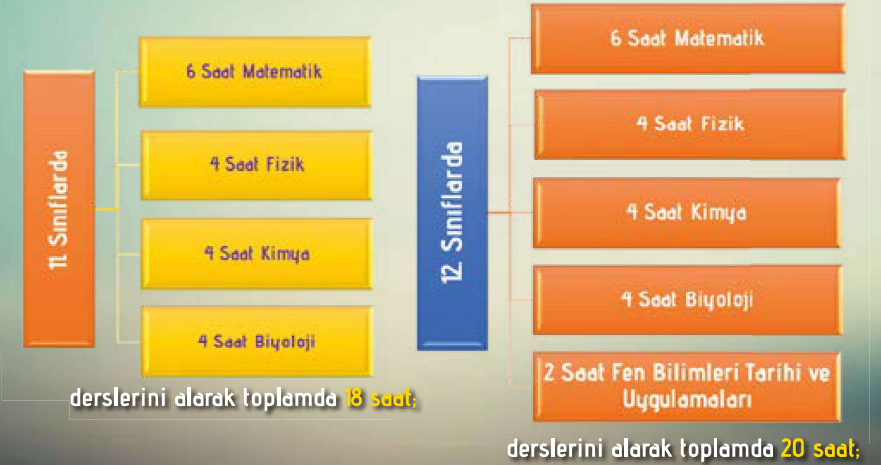 11. Sınıflarda
6 Saat Matematik
4 Saat Fizik
4 Saat Kimya
4 Saat Biyoloji
derslerini alarak toplamda 18 saat;
12. Sınıflarda
6 Saat Matematik
4 Saat Fizik
4 Saat Kimya
4 Saat Biyoloji
2 Saat Fen Bilimleri Tarihi ve
Uygulamaları
derslerini alarak toplamda 20 saat;